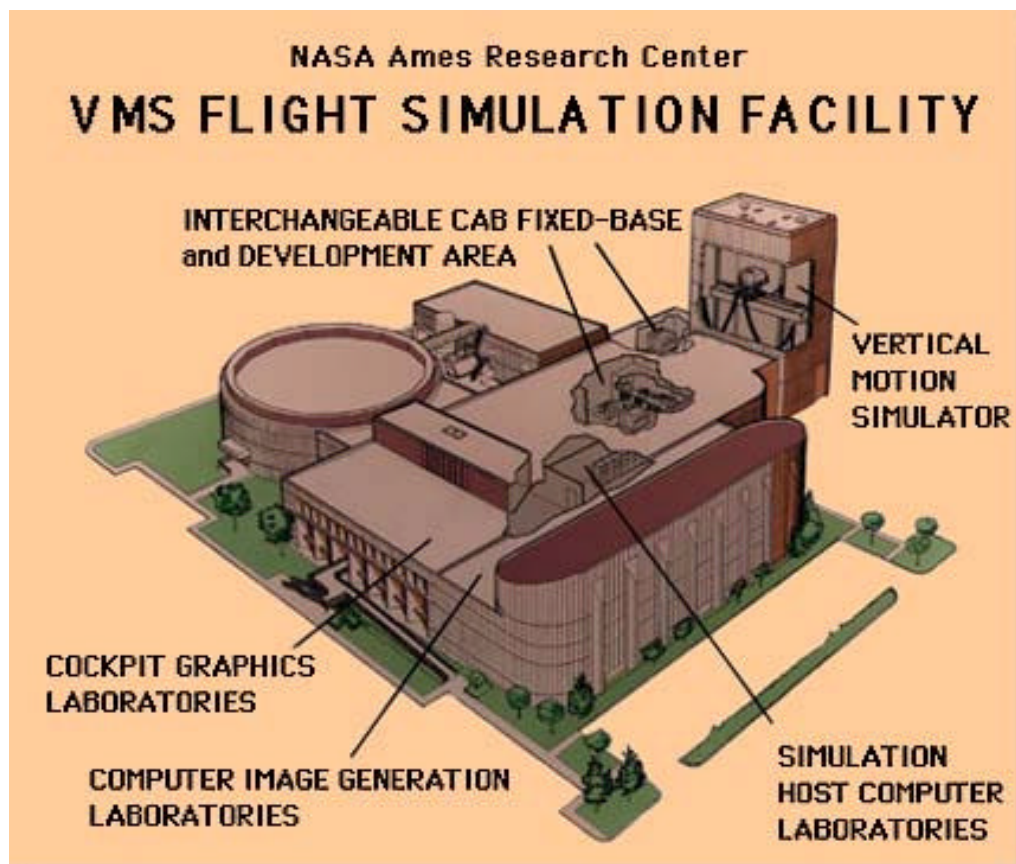 NASA Ames Research Center
VMS FLIGHT SIMULATION FACILITY
INTERCHANGEABLE CAB FIXED-BASE
and DEVELOPMENT AREA
VERTICAL
MOTION
SIMULATOR
COCKPIT GRAPHICS
LABORATORIES
COMPUTER IMAGE GENERATION
LABORATORIES
SIMULATION
HOST COMPUTER
LABORATORIES